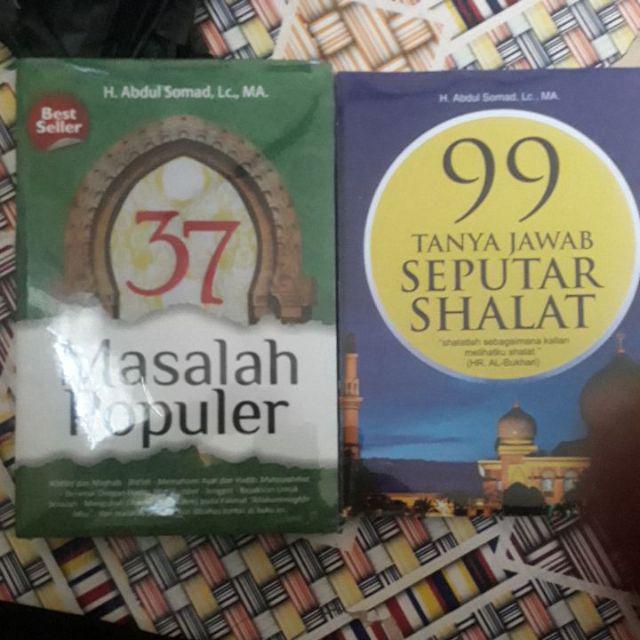 H. Abdul Somad, Lc., MA.
Best
Seller
37
Masalah
Populer
H. Abdul Somad, Lc., MA.
99
TANYA JAWAB
SEPUTAR
SHALAT
"shalatlah sebagaimana kalian
melihatku shalat"
(HR. AL-Bukhari)